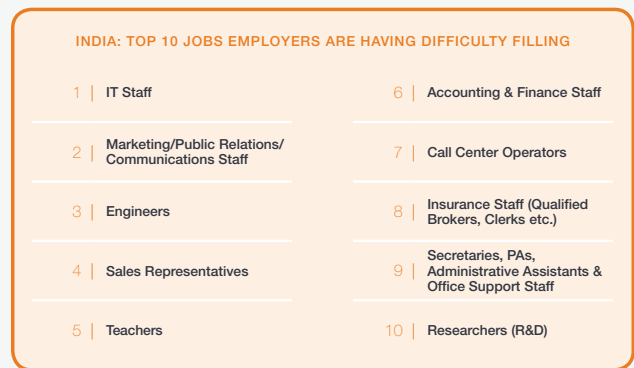 INDIA: TOP 10 JOBS EMPLOYERS ARE HAVING DIFFICULTY FILLING
1 | IT Staff
2 | Marketing/Public Relations/
Communications Staff
3 | Engineers
4 | Sales Representatives
5 | Teachers
6 | Accounting & Finance Staff
7 | Call Center Operators
8 | Insurance Staff (Qualified
Brokers, Clerks etc.)
9 | Secretaries, PAs,
Administrative Assistants &
Office Support Staff
10 | Researchers (R&D)